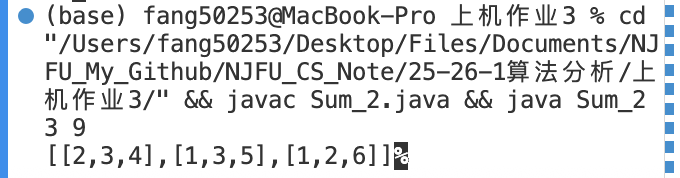 (base) fang50253@MacBook-Pro 上机作业3 % cd
"/Users/fang50253/Desktop/Files/Documents/NJ
FU_My_Github/NJFU_CS_Note/25-26-1算法分析/上
机作业3/" && javac Sum_2.java && java Sum_2
3 9
[[2,3,4],[1,3,5],[1,2,6]]%